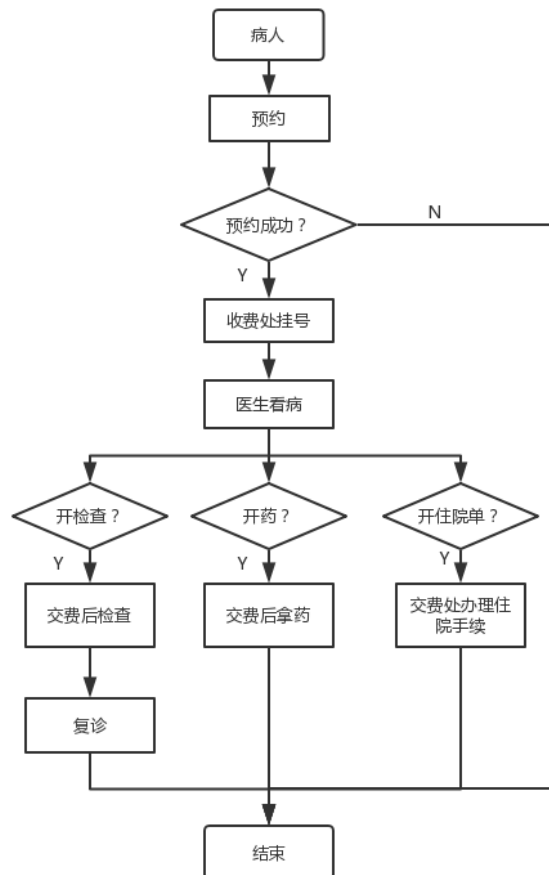 病人
预约
预约成功？
N
Y
收费处挂号
医生看病
开检查？
开药？
开住院单？
Y
Y
Y
交费后检查
交费后拿药
交费处办理住
院手续
复诊
结束